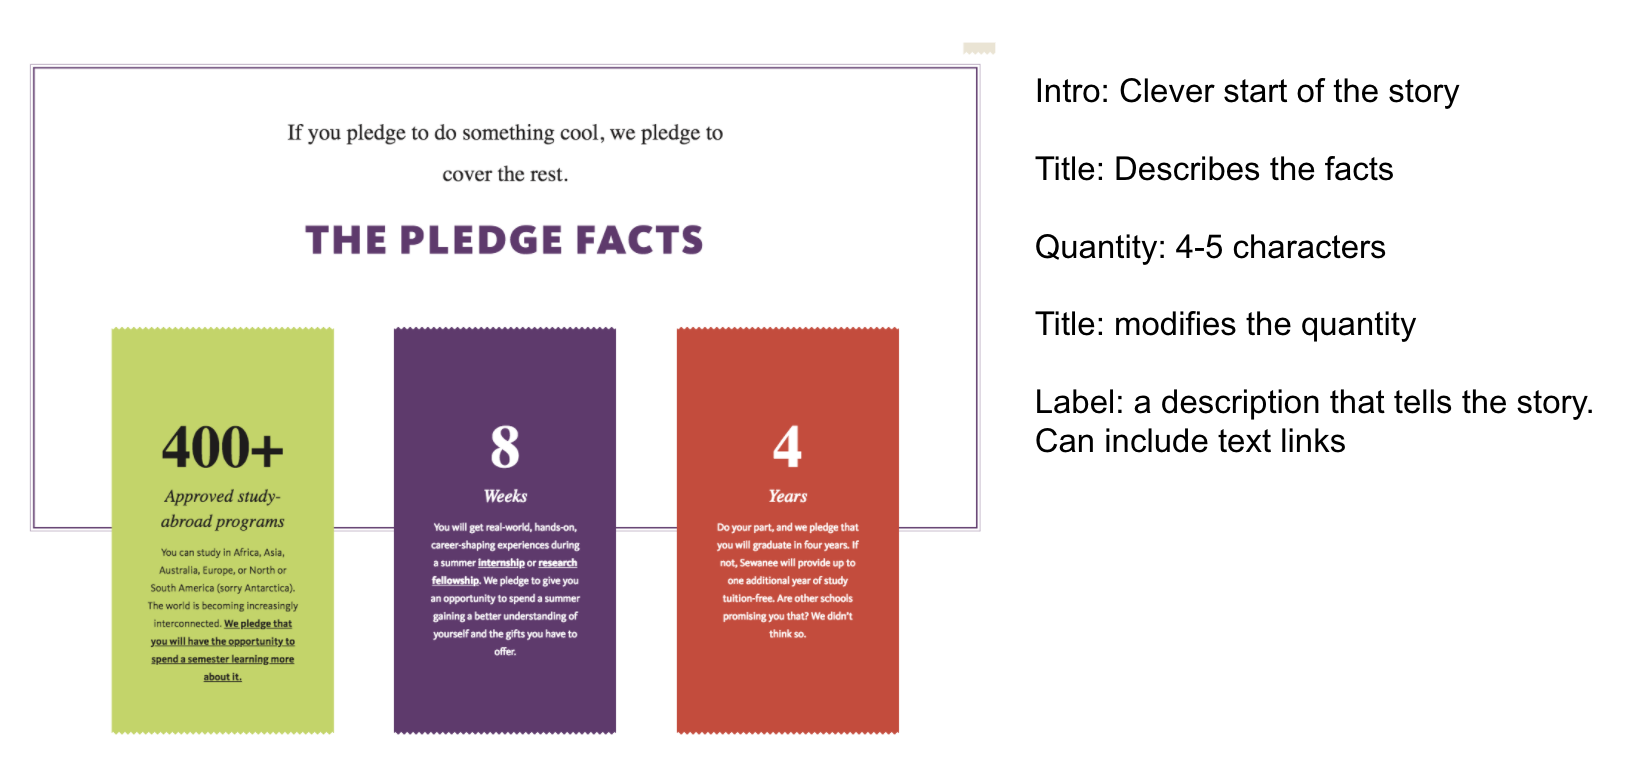 If you pledge to do something cool, we pledge to
cover the rest.
THE PLEDGE FACTS
400+
Approved study-
abroad programs
You can study in Africa, Asia,
Australia, Europe, or North or
South America (sorry Antarctica).
The world is becoming increasingly
interconnected. We pledge that
you will have the opportunity to
spend a semester learning more
about it.
8
Weeks
You will get real-world, hands-on,
career-shaping experiences during
a summer internship or research
fellowship. We pledge to give you
an opportunity to spend a summer
gaining a better understanding of
yourself and the gifts you have to
offer.
4
Years
Do your part, and we pledge that
you will graduate in four years. If
not, Sewanee will provide up to
one additional year of study
tuition-free. Are other schools
promising you that? We didn't
think so.
Intro: Clever start of the story
Title: Describes the facts
Quantity: 4-5 characters
Title: modifies the quantity
Label: a description that tells the story.
Can include text links